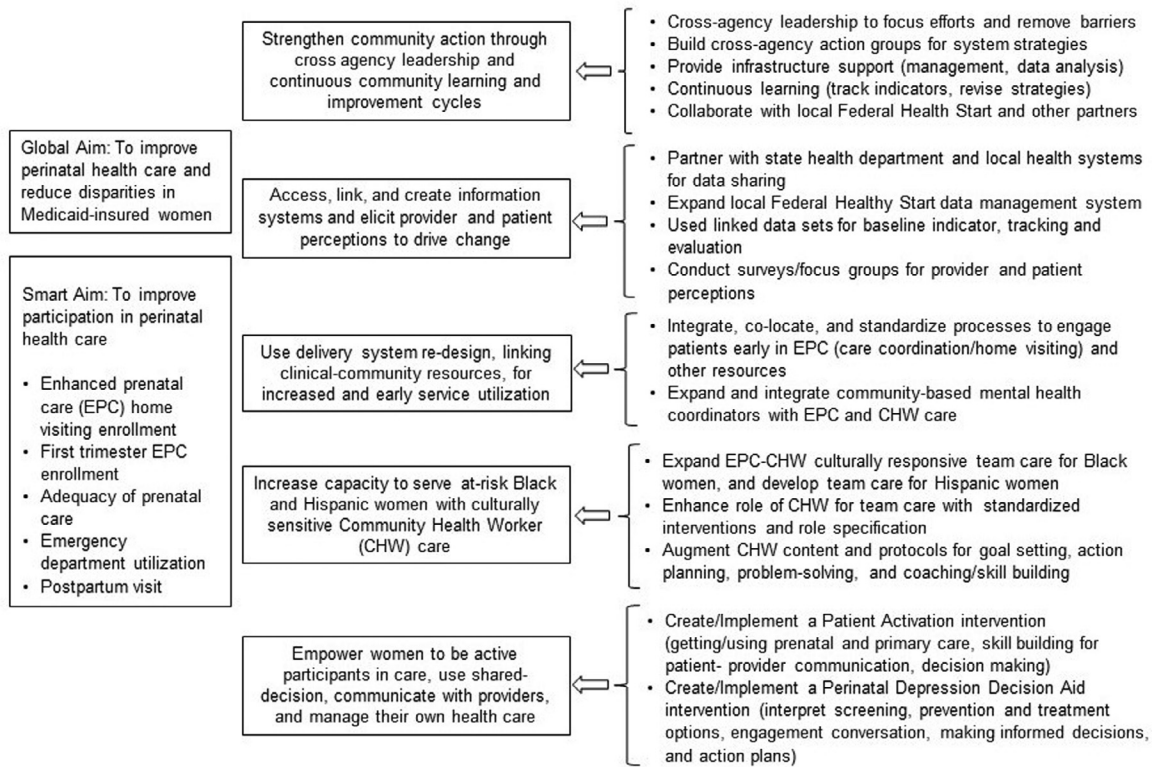 Global Aim: To improve
perinatal health care and
reduce disparities in
Medicaid-insured women
Smart Aim: To improve
participation in perinatal
health care
• Enhanced prenatal
care (EPC) home
visiting enrollment
• First trimester EPC
enrollment
• Adequacy of prenatal
care
• Emergency
department utilization
• Postpartum visit
Strengthen community action through
cross agency leadership and
continuous community learning and
improvement cycles
• Cross-agency leadership to focus efforts and remove barriers
• Build cross-agency action groups for system strategies
• Provide infrastructure support (management, data analysis)
• Continuous learning (track indicators, revise strategies)
• Collaborate with local Federal Health Start and other partners
Access, link, and create information
systems and elicit provider and patient
perceptions to drive change
• Partner with state health department and local health systems
for data sharing
• Expand local Federal Healthy Start data management system
• Used linked data sets for baseline indicator, tracking and
evaluation
• Conduct surveys/focus groups for provider and patient
perceptions
Use delivery system re-design, linking
clinical-community resources, for
increased and early service utilization
• Integrate, co-locate, and standardize processes to engage
patients early in EPC (care coordination/home visiting) and
other resources
• Expand and integrate community-based mental health
coordinators with EPC and CHW care
Increase capacity to serve at-risk Black
and Hispanic women with culturally
sensitive Community Health Worker
(CHW) care
• Expand EPC-CHW culturally responsive team care for Black
women, and develop team care for Hispanic women
• Enhance role of CHW for team care with standardized
interventions and role specification
• Augment CHW content and protocols for goal setting, action
planning, problem-solving, and coaching/skill building
Empower women to be active
participants in care, use shared-
decision, communicate with providers,
and manage their own health care
• Create/Implement a Patient Activation intervention
(getting/using prenatal and primary care, skill building for
patient- provider communication, decision making)
• Create/Implement a Perinatal Depression Decision Aid
intervention (interpret screening, prevention and treatment
options, engagement conversation, making informed decisions,
and action plans)